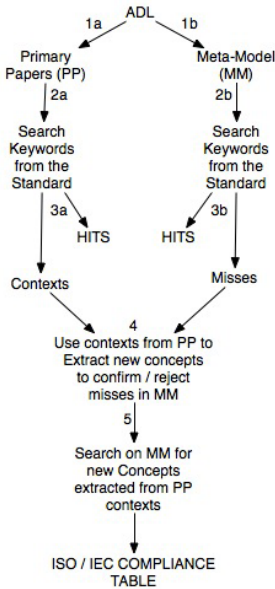 ADL
1a
1b
Primary
Papers (PP)
Meta-Model
(MM)
2a
2b
Search
Keywords
from the
Standard
Search
Keywords
from the
Standard
3a
3b
HITS
HITS
Contexts
Misses
4
Use contexts from PP to
Extract new concepts
to confirm / reject
misses in MM
5
Search on MM for
new Concepts
extracted from PP
contexts
ISO / IEC COMPLIANCE
TABLE